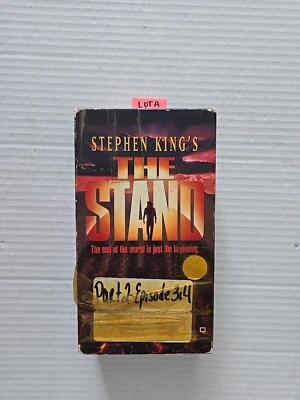 LOT A
STEPHEN KING'S
THE
STAND
The end of the world is just the beginning.
Part 2 Episode 3&4